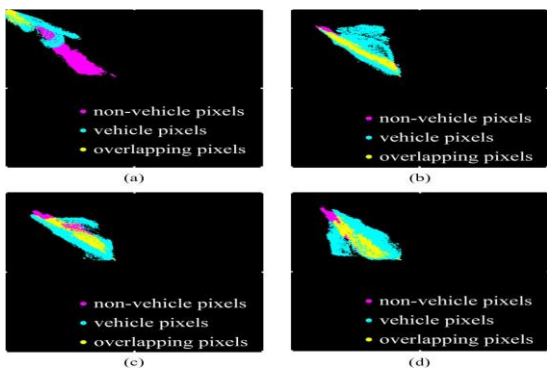 non-vehicle pixels
vehicle pixels
overlapping pixels
(a)
non-vehicle pixels
vehicle pixels
overlapping pixels
(b)
non-vehicle pixels
vehicle pixels
overlapping pixels
(c)
non-vehicle pixels
vehicle pixels
overlapping pixels
(d)